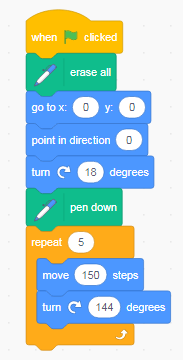 when clicked
erase all
go to x: 0 y: 0
point in direction 0
turn 18 degrees
pen down
repeat 5
move 150 steps
turn 144 degrees